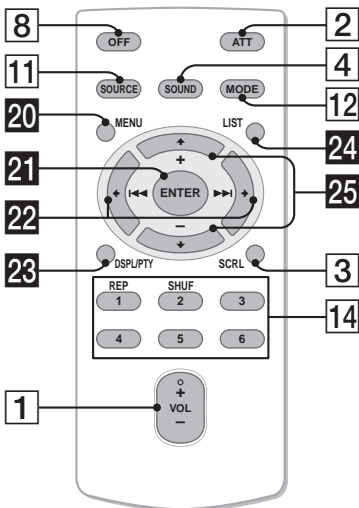 8
2
OFF
ATT
11
4
SOURCE
SOUND
MODE
12
20
MENU
LIST
24
+
21
ENTER
25
22
−
23
DSPL/PTY
SCRL
3
REP
SHUF
1
2
3
14
4
5
6
+
1
VOL
−